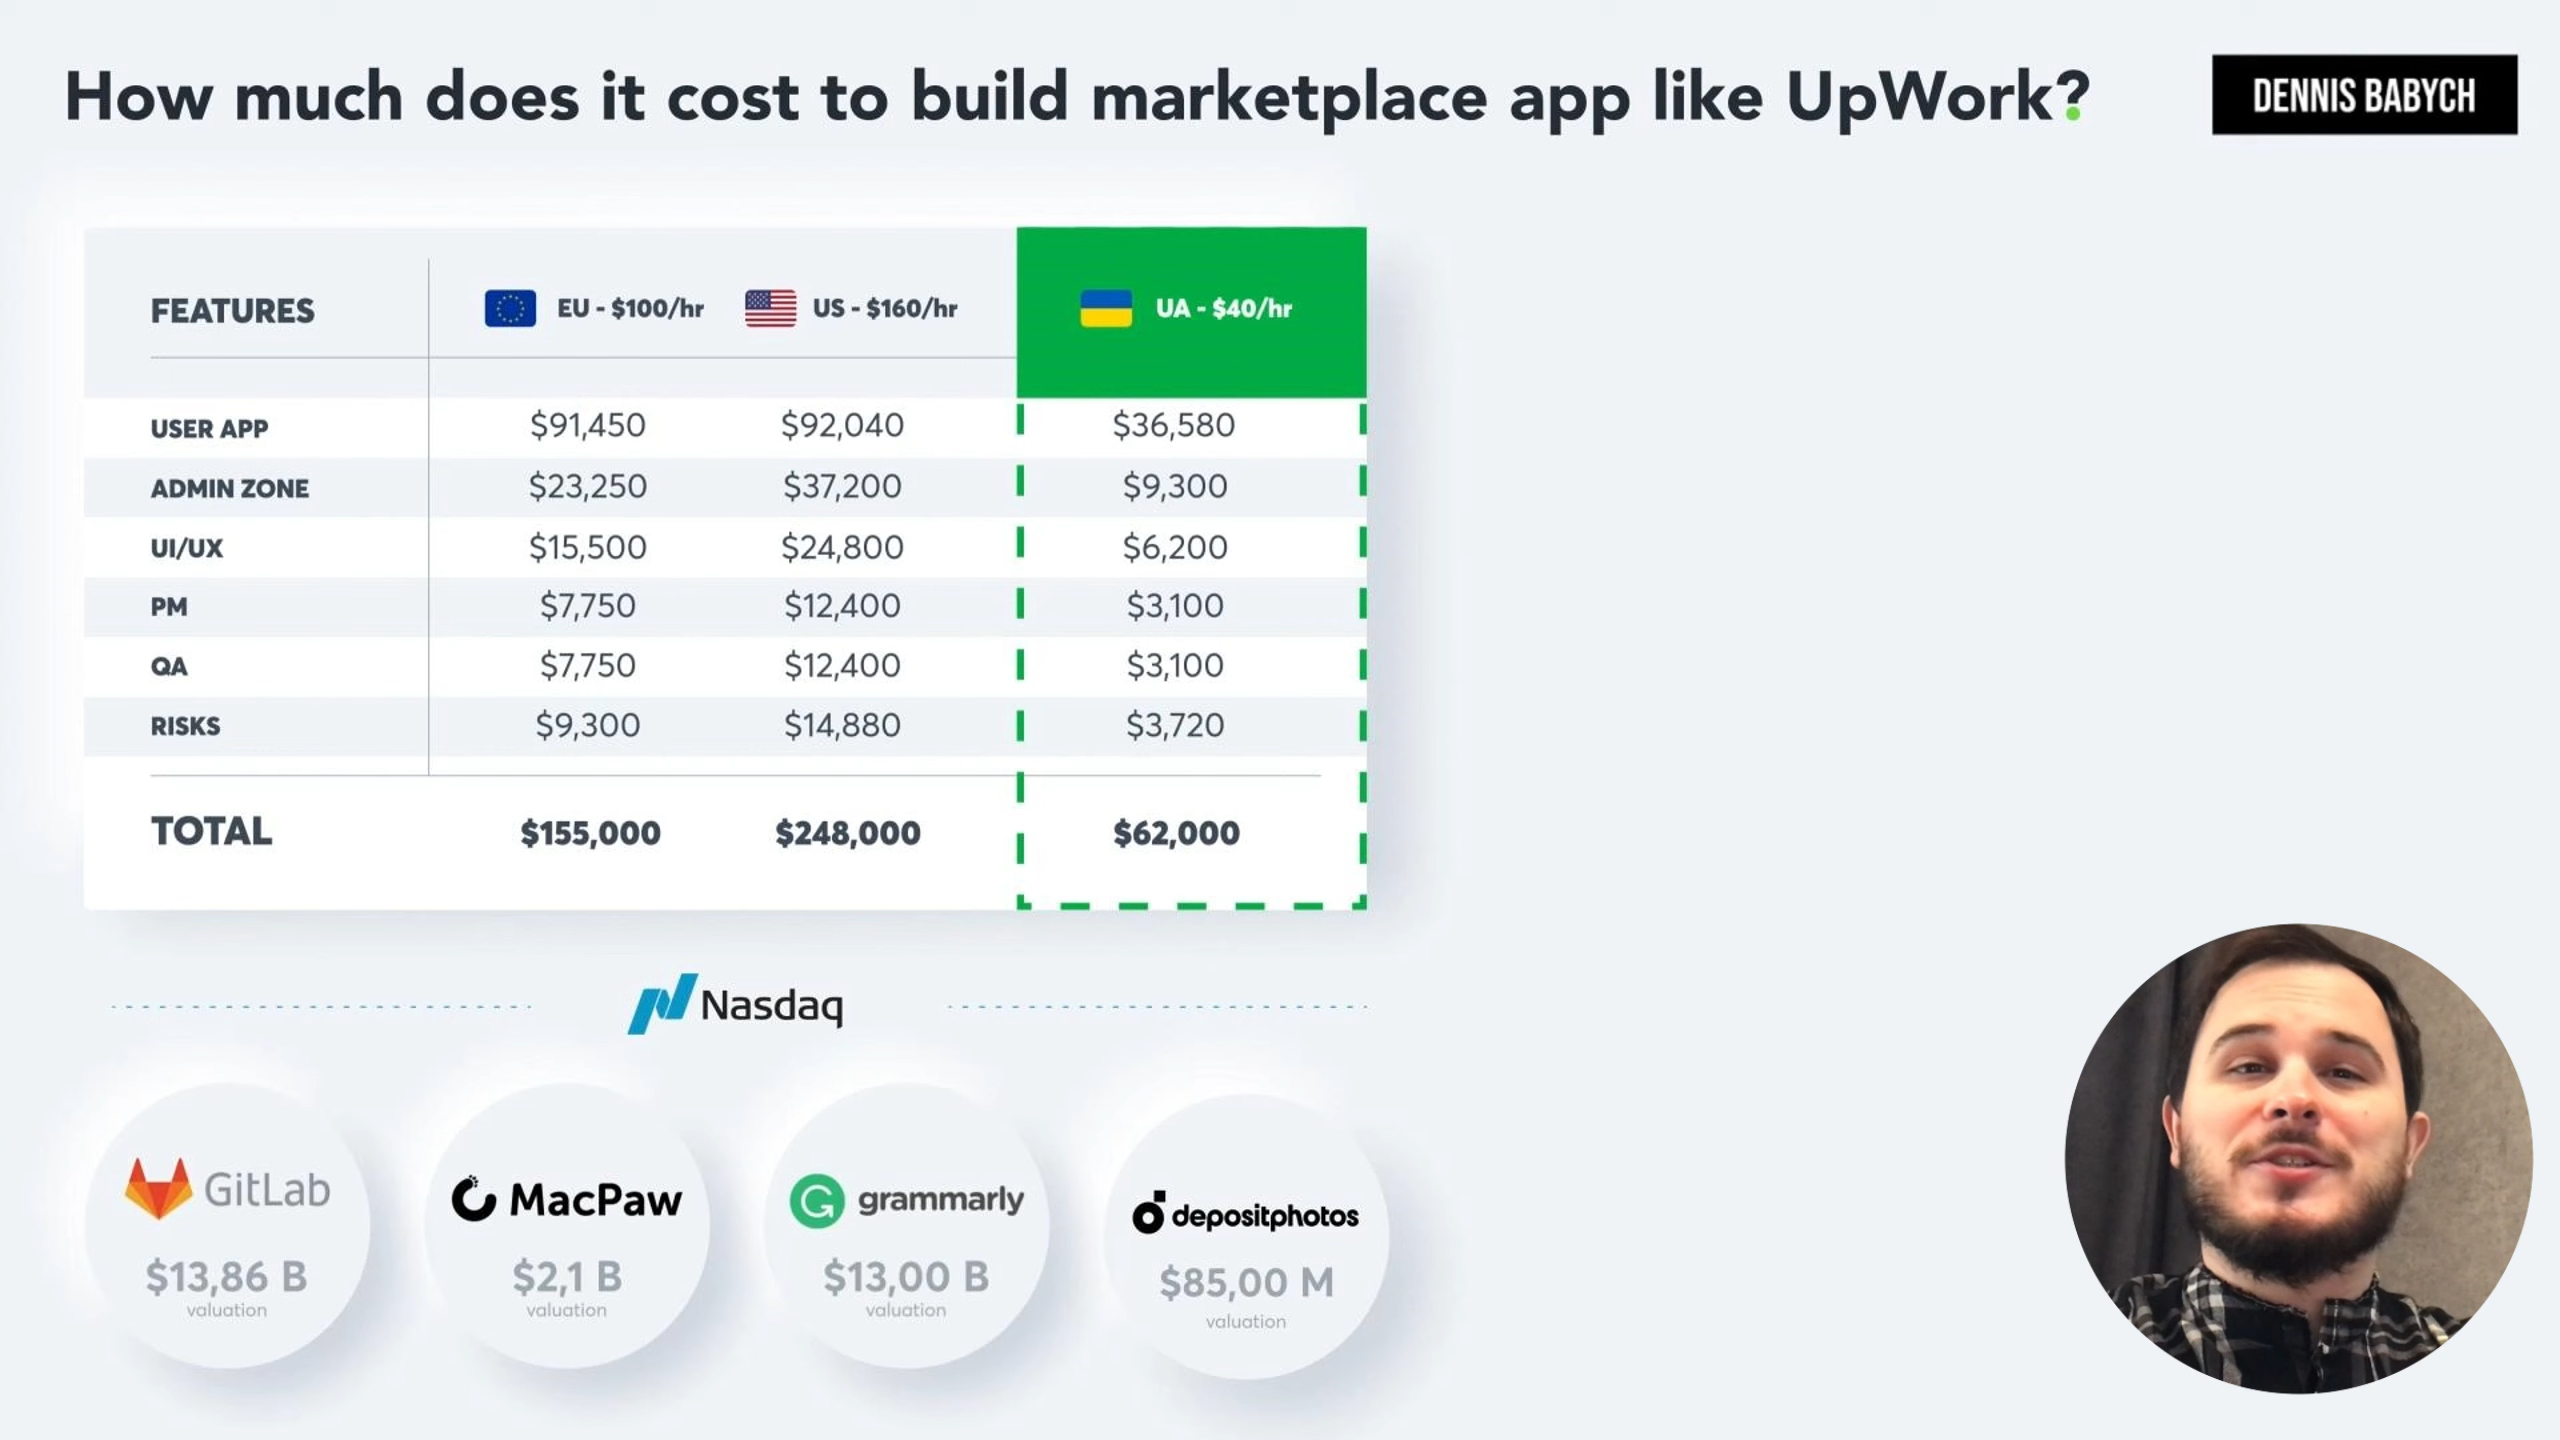 How much does it cost to build marketplace app like UpWork?
DENNIS BABYCH
FEATURES EU - $100/hr US - $160/hr UA - $40/hr
USER APP $91,450 $92,040 $36,580
ADMIN ZONE $23,250 $37,200 $9,300
UI/UX $15,500 $24,800 $6,200
PM $7,750 $12,400 $3,100
QA $7,750 $12,400 $3,100
RISKS $9,300 $14,880 $3,720
TOTAL $155,000 $248,000 $62,000
Nasdaq
GitLab
$13,86 B
valuation
MacPaw
$2,1 B
valuation
grammarly
$13,00 B
valuation
depositphotos
$85,00 M
valuation